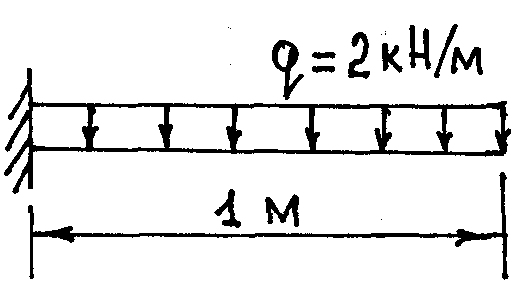 q = 2 кН/м
1 м